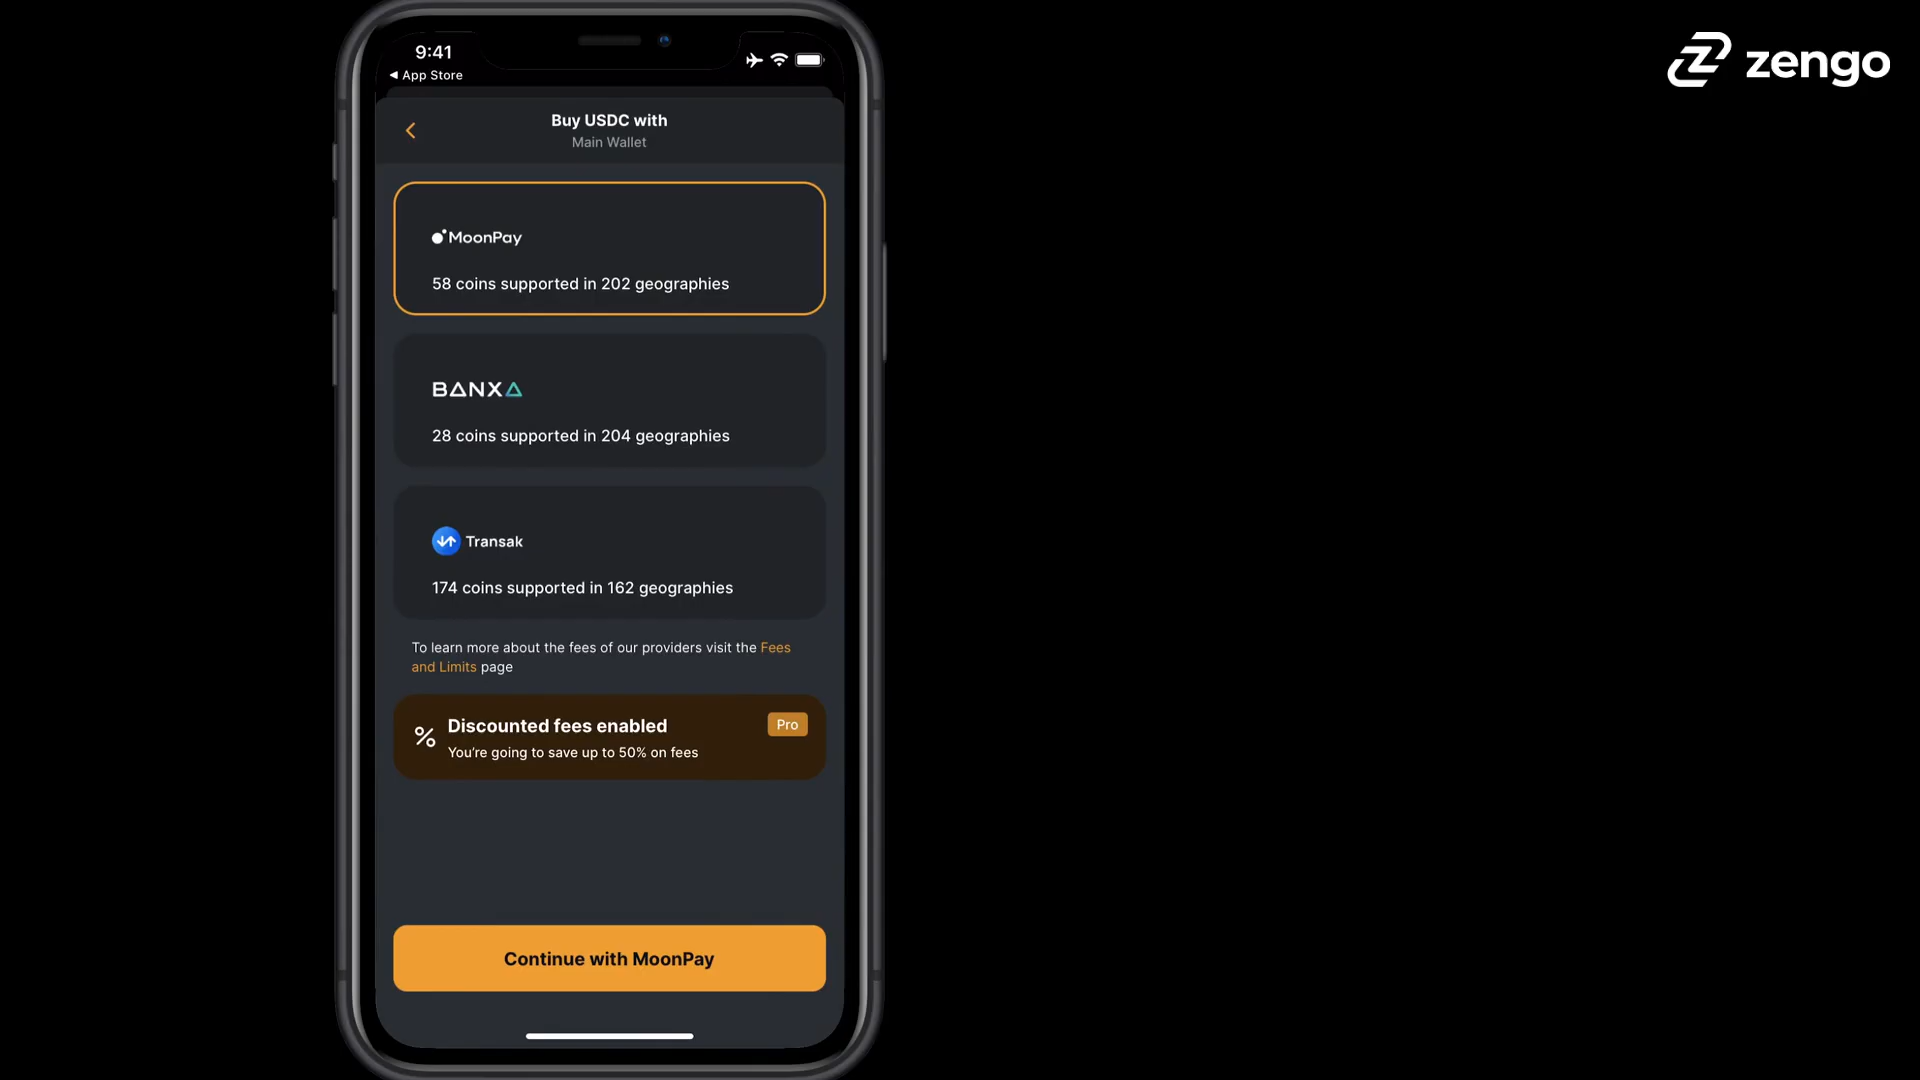 9:41
◀ App Store
zengo
Buy USDC with
Main Wallet
MoonPay
58 coins supported in 202 geographies
BANXA
28 coins supported in 204 geographies
Transak
174 coins supported in 162 geographies
To learn more about the fees of our providers visit the Fees
and Limits page
Discounted fees enabled
Pro
You're going to save up to 50% on fees
Continue with MoonPay